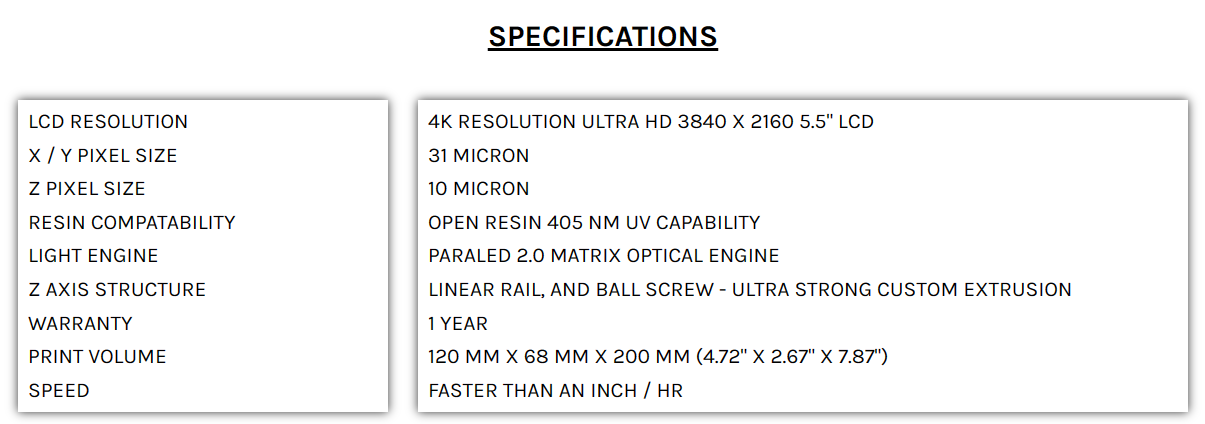 SPECIFICATIONS
LCD RESOLUTION 4K RESOLUTION ULTRA HD 3840 X 2160 5.5" LCD
X / Y PIXEL SIZE 31 MICRON
Z PIXEL SIZE 10 MICRON
RESIN COMPATABILITY OPEN RESIN 405 NM UV CAPABILITY
LIGHT ENGINE PARALED 2.0 MATRIX OPTICAL ENGINE
Z AXIS STRUCTURE LINEAR RAIL, AND BALL SCREW - ULTRA STRONG CUSTOM EXTRUSION
WARRANTY 1 YEAR
PRINT VOLUME 120 MM X 68 MM X 200 MM (4.72" X 2.67" X 7.87")
SPEED FASTER THAN AN INCH / HR